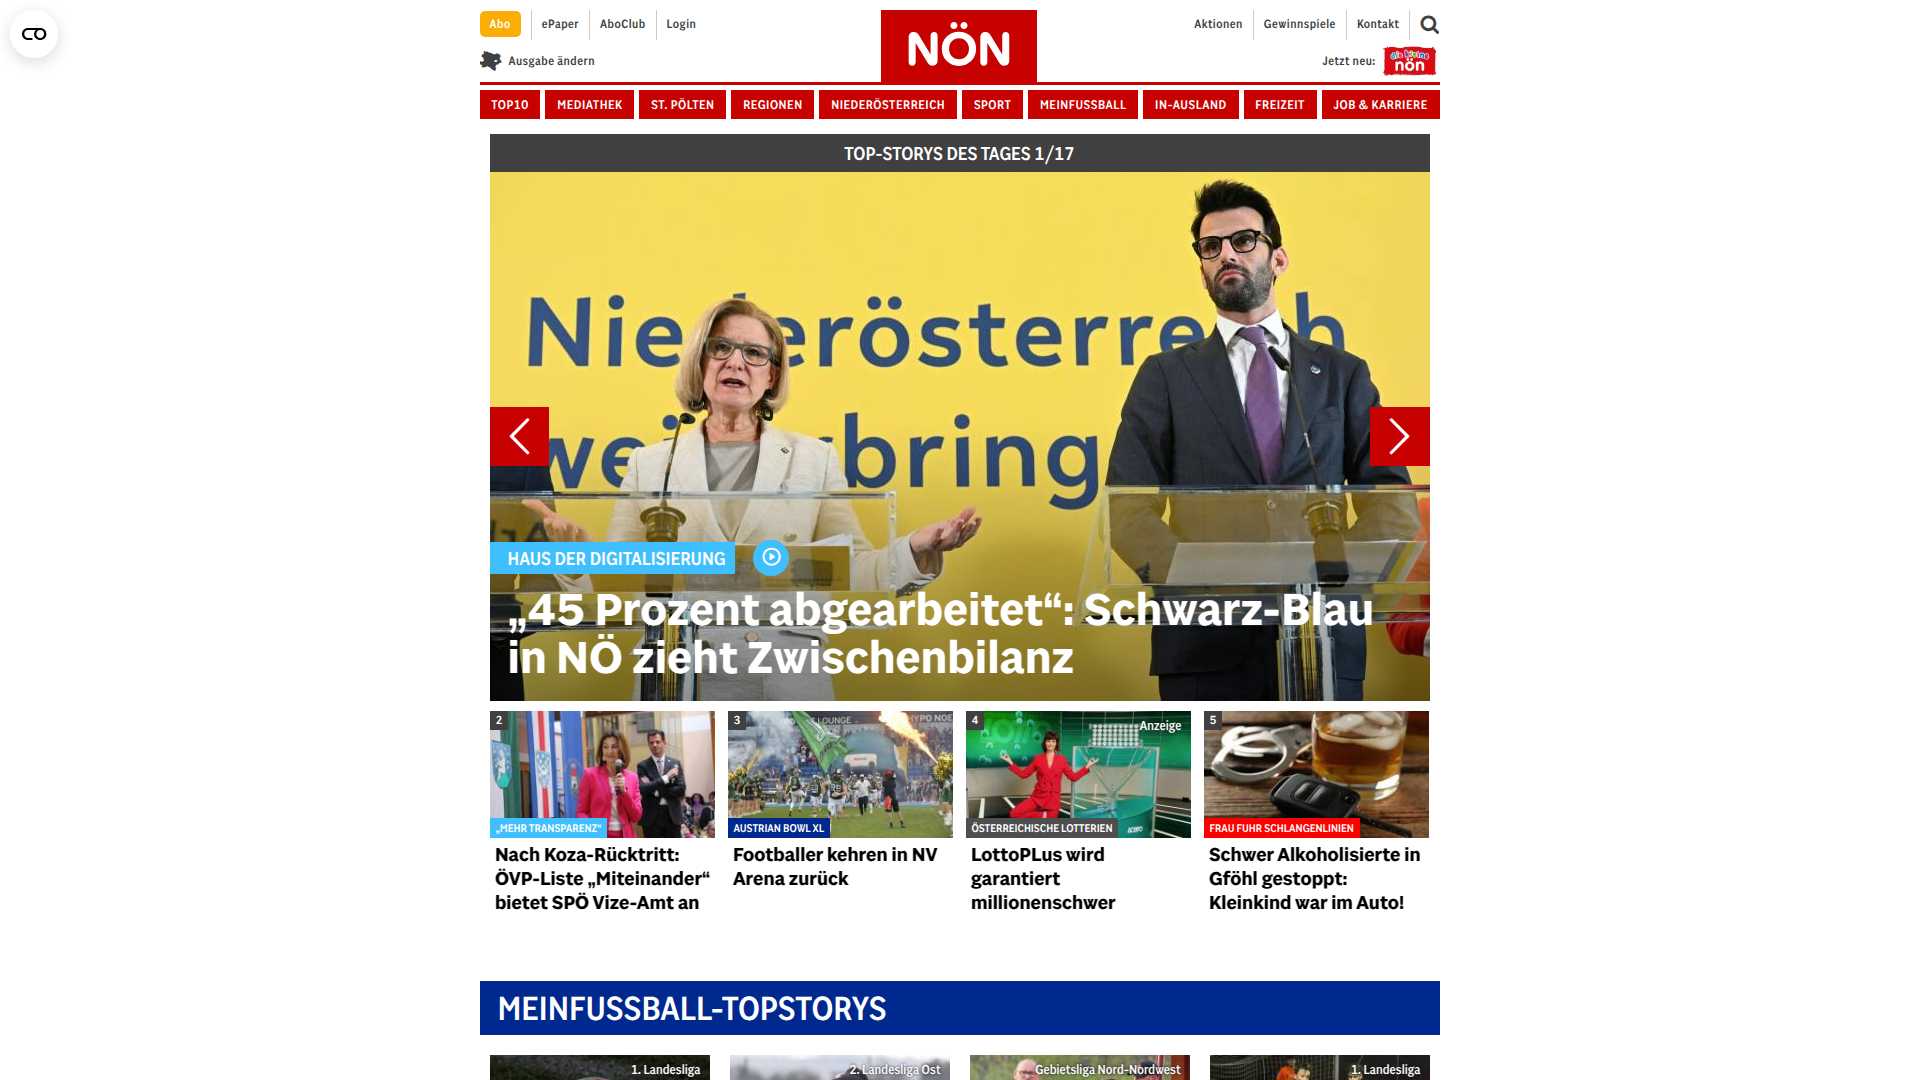 Abo
ePaper
AboClub
Login
NÖN
Aktionen
Gewinnspiele
Kontakt
Ausgabe ändern
Jetzt neu:
die kleine
nön
TOP10
MEDIATHEK
ST. PÖLTEN
REGIONEN
NIEDERÖSTERREICH
SPORT
MEINFUSSBALL
IN-AUSLAND
FREIZEIT
JOB & KARRIERE
TOP-STORYS DES TAGES 1/17
HAUS DER DIGITALISIERUNG
„45 Prozent abgearbeitet“: Schwarz-Blau
in NÖ zieht Zwischenbilanz
2
„MEHR TRANSPARENZ“
Nach Koza-Rücktritt:
ÖVP-Liste „Miteinander“
bietet SPÖ Vize-Amt an
3
LOUNGE
HYPO NOE
AUSTRIAN BOWL XL
Footballer kehren in NV
Arena zurück
4
Anzeige
ÖSTERREICHISCHE LOTTERIEN
LottoPLus wird
garantiert
millionenschwer
5
FRAU FUHR SCHLANGENLINIEN
Schwer Alkoholisierte in
Gföhl gestoppt:
Kleinkind war im Auto!
MEINFUSSBALL-TOPSTORYS
1. Landesliga
2. Landesliga Ost
Gebietsliga Nord-Nordwest
1. Landesliga